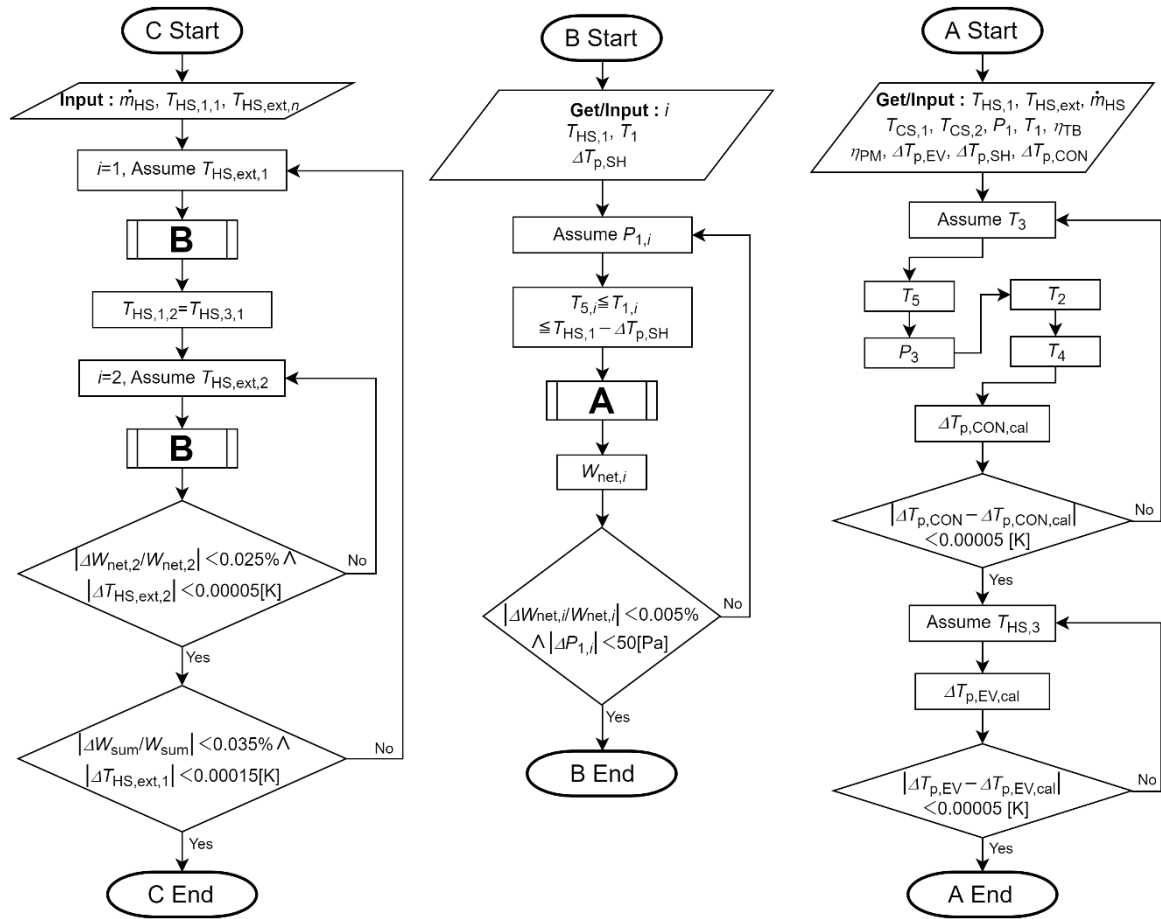 C Start
Input : ṁHS, THS,1,1, THS,ext,n
i=1, Assume THS,ext,1
B
THS,1,2=THS,3,1
i=2, Assume THS,ext,2
B
|ΔWnet,2/Wnet,2| <0.025% ∧
|ΔTHS,ext,2| <0.00005[K]
No
Yes
|ΔWsum/Wsum| <0.035% ∧
|ΔTHS,ext,1| <0.00015[K]
No
Yes
C End
B Start
Get/Input : i
THS,1, T1
ΔTp,SH
Assume P1,i
T5,i≦T1,i
≦THS,1−ΔTp,SH
A
Wnet,i
|ΔWnet,i/Wnet,i| <0.005%
∧|ΔP1,i| <50[Pa]
No
Yes
B End
A Start
Get/Input : THS,1, THS,ext, ṁHS
TCS,1, TCS,2, P1, T1, ηTB
ηPM, ΔTp,EV, ΔTp,SH, ΔTp,CON
Assume T3
T5
P3
T2
T4
ΔTp,CON,cal
|ΔTp,CON−ΔTp,CON,cal|
<0.00005 [K]
No
Yes
Assume THS,3
ΔTp,EV,cal
|ΔTp,EV−ΔTp,EV,cal|
<0.00005 [K]
No
Yes
A End